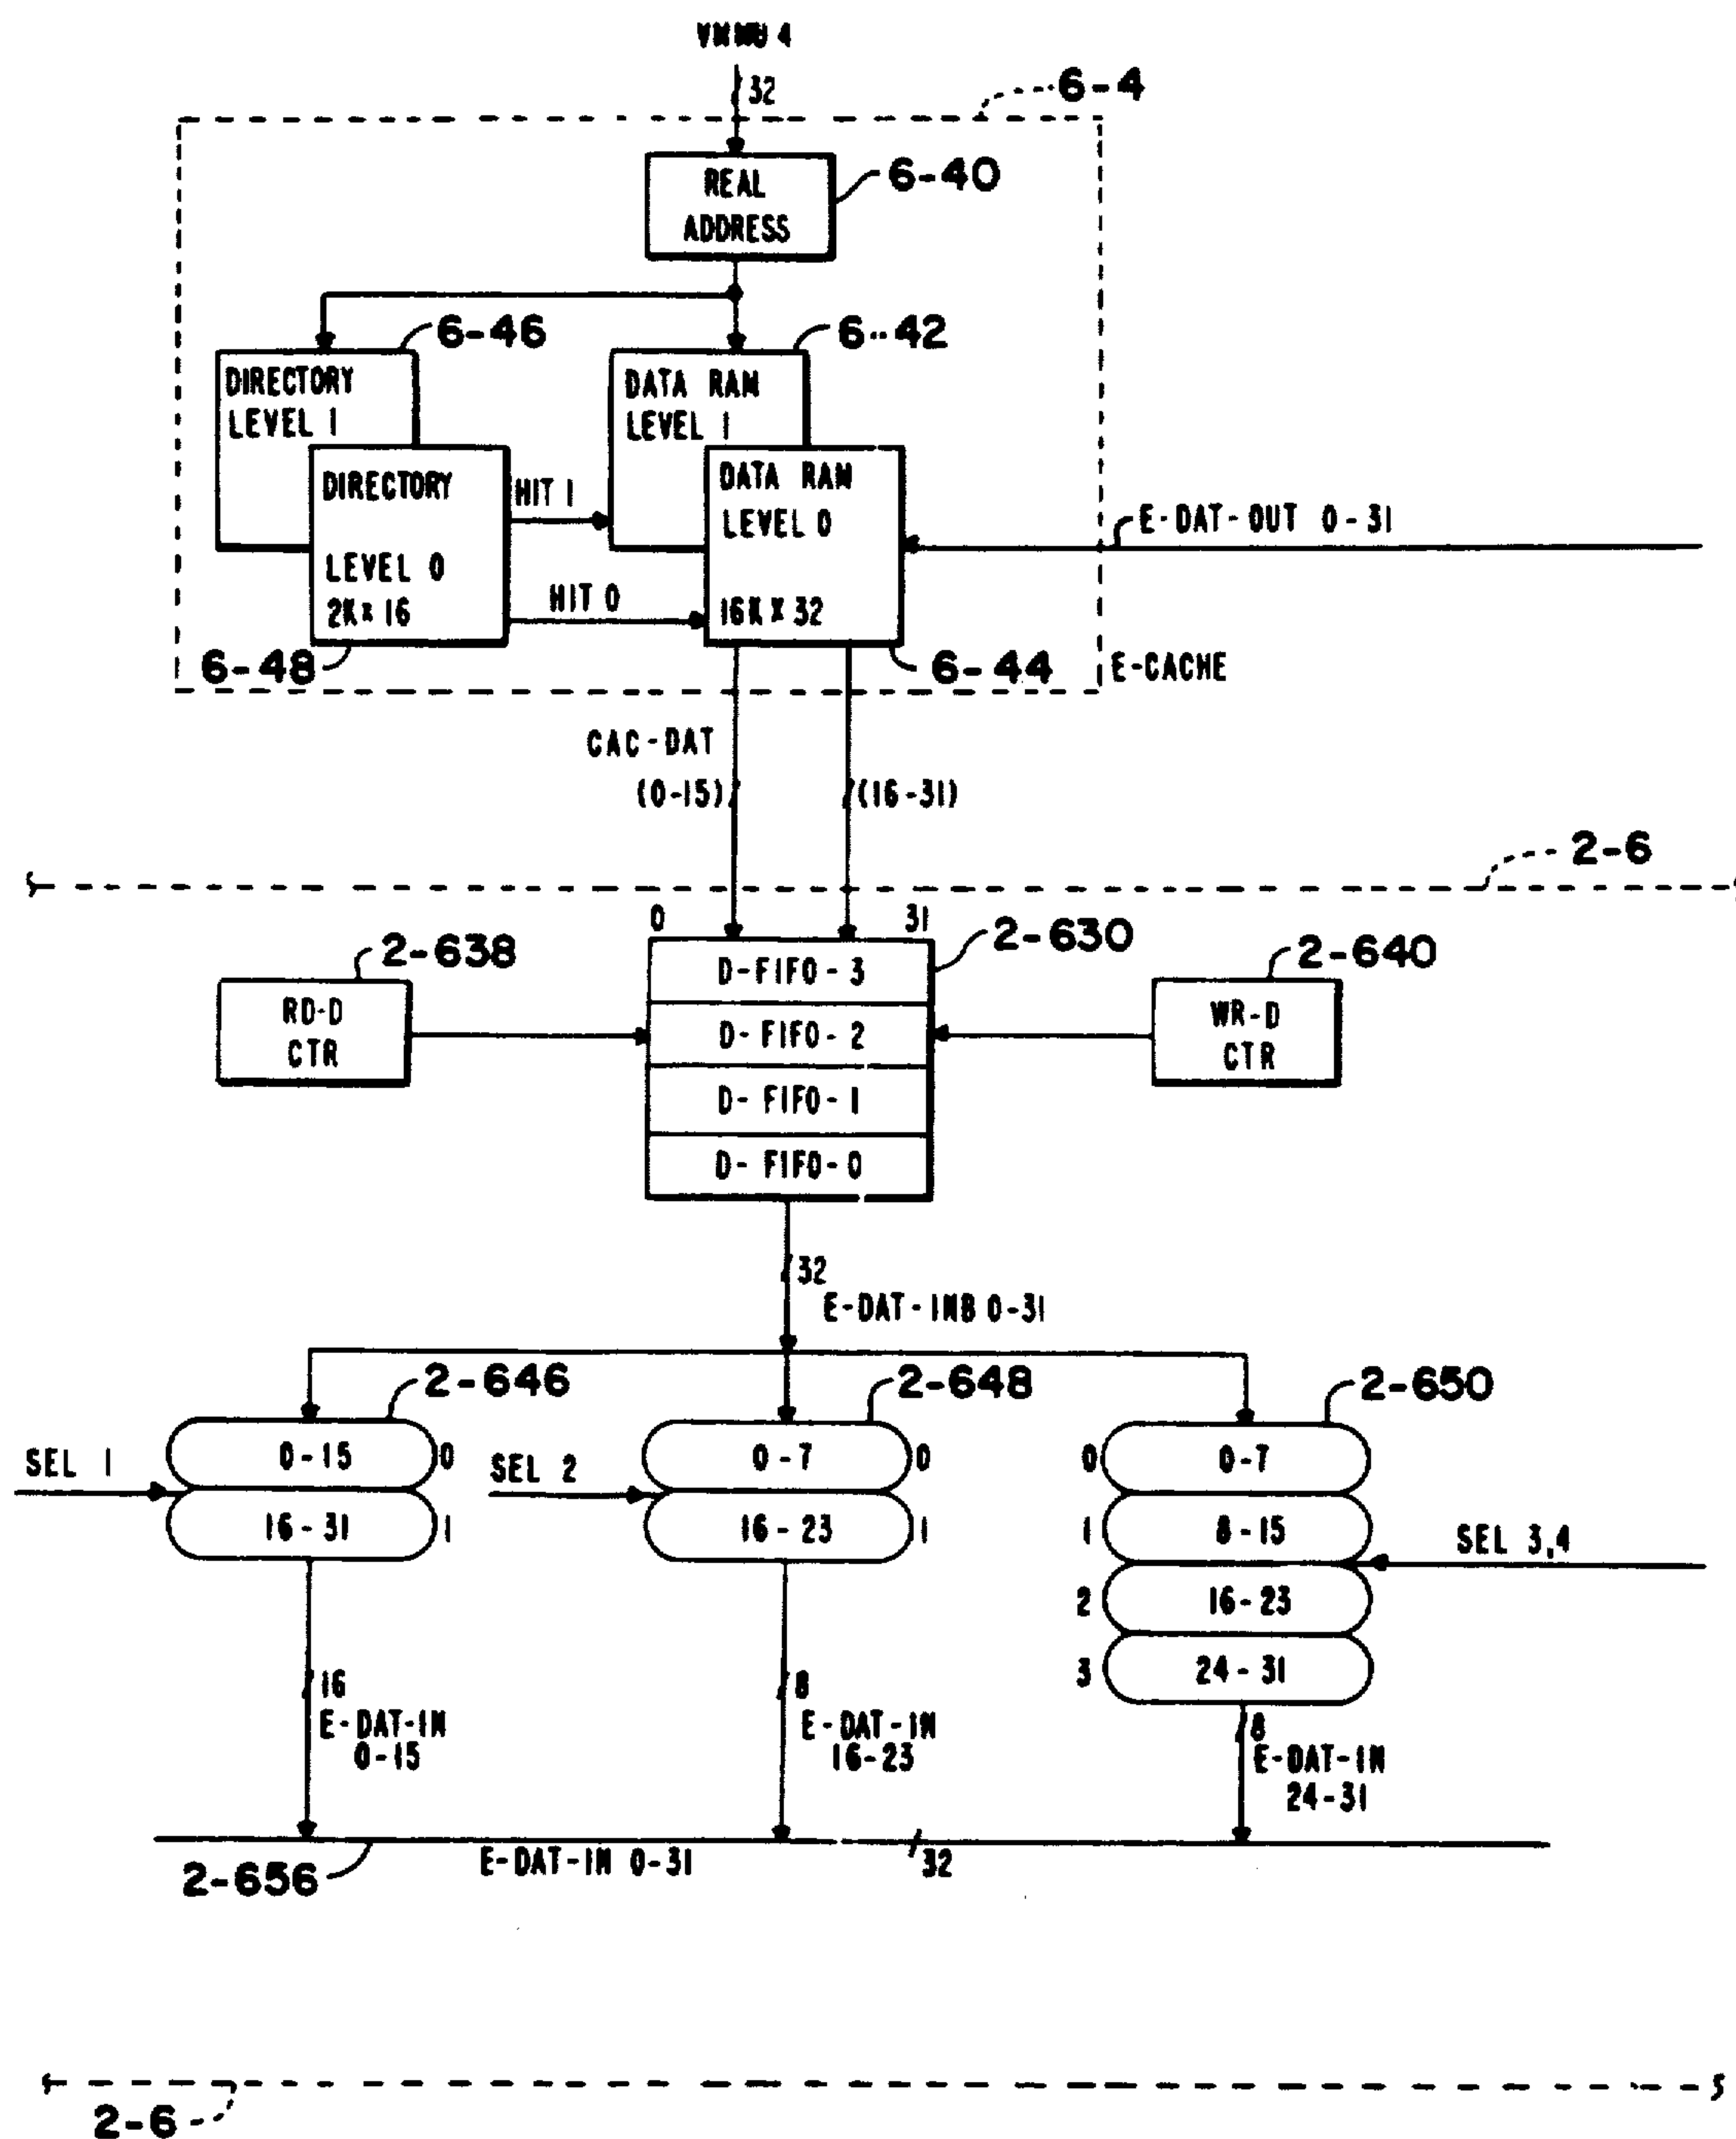 VMMU 4
32
6-4
REAL
ADDRESS
6-40
6-46
6-42
DIRECTORY
LEVEL 1
DATA RAM
LEVEL 1
DIRECTORY
LEVEL 0
2K x 16
HIT 1
HIT 0
DATA RAM
LEVEL 0
16K X 32
E-DAT-OUT 0-31
6-48
6-44
E-CACHE
CAC-DAT
(0-15)
(16-31)
2-6
0
31
2-630
2-638
2-640
RD-D
CTR
D-FIFO-3
D-FIFO-2
D-FIFO-1
D-FIFO-0
WR-D
CTR
32
E-DAT-INB 0-31
2-646
2-648
2-650
SEL 1
0-15
0
16-31
1
SEL 2
0-7
0
16-23
1
0
0-7
1
8-15
2
16-23
3
24-31
SEL 3,4
16
E-DAT-IN
0-15
8
E-DAT-IN
16-23
8
E-DAT-IN
24-31
2-656
E-DAT-IN 0-31
32
2-6